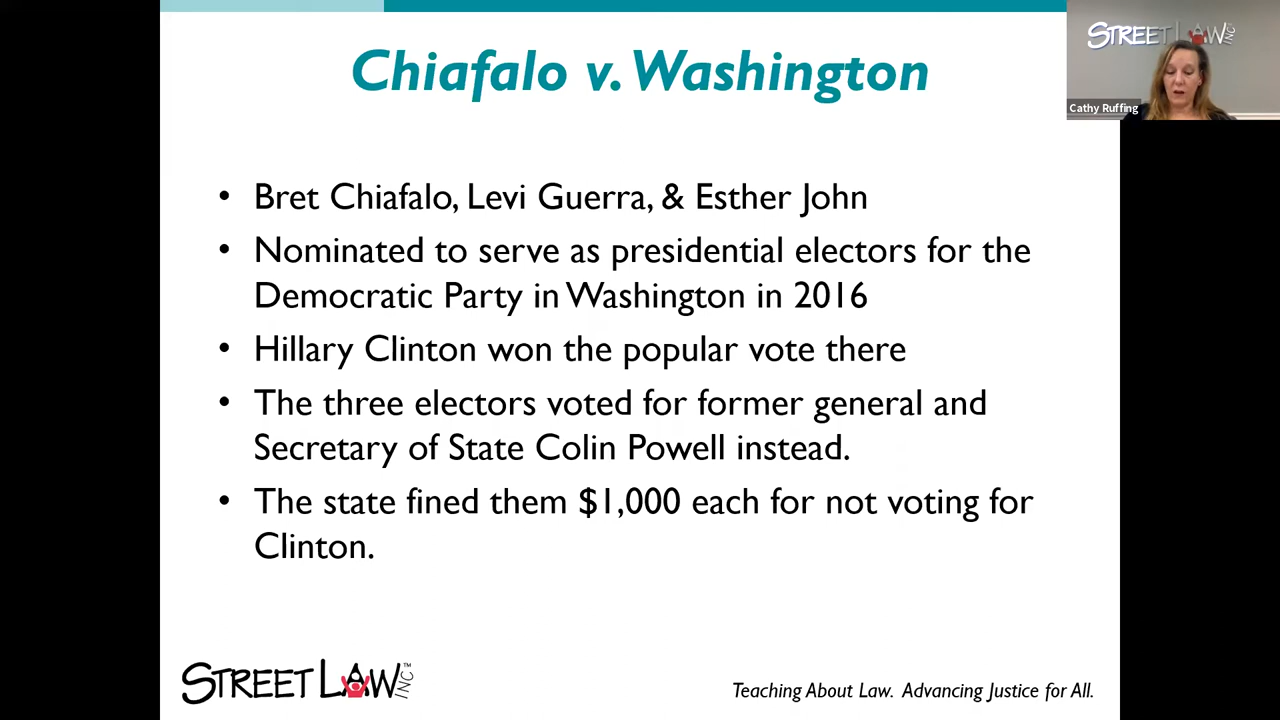 Chiafalo v. Washington
STREET LAW INC
Cathy Ruffing
• Bret Chiafalo, Levi Guerra, & Esther John
• Nominated to serve as presidential electors for the
Democratic Party in Washington in 2016
• Hillary Clinton won the popular vote there
• The three electors voted for former general and
Secretary of State Colin Powell instead.
• The state fined them $1,000 each for not voting for
Clinton.
STREET LAW INC™
Teaching About Law. Advancing Justice for All.